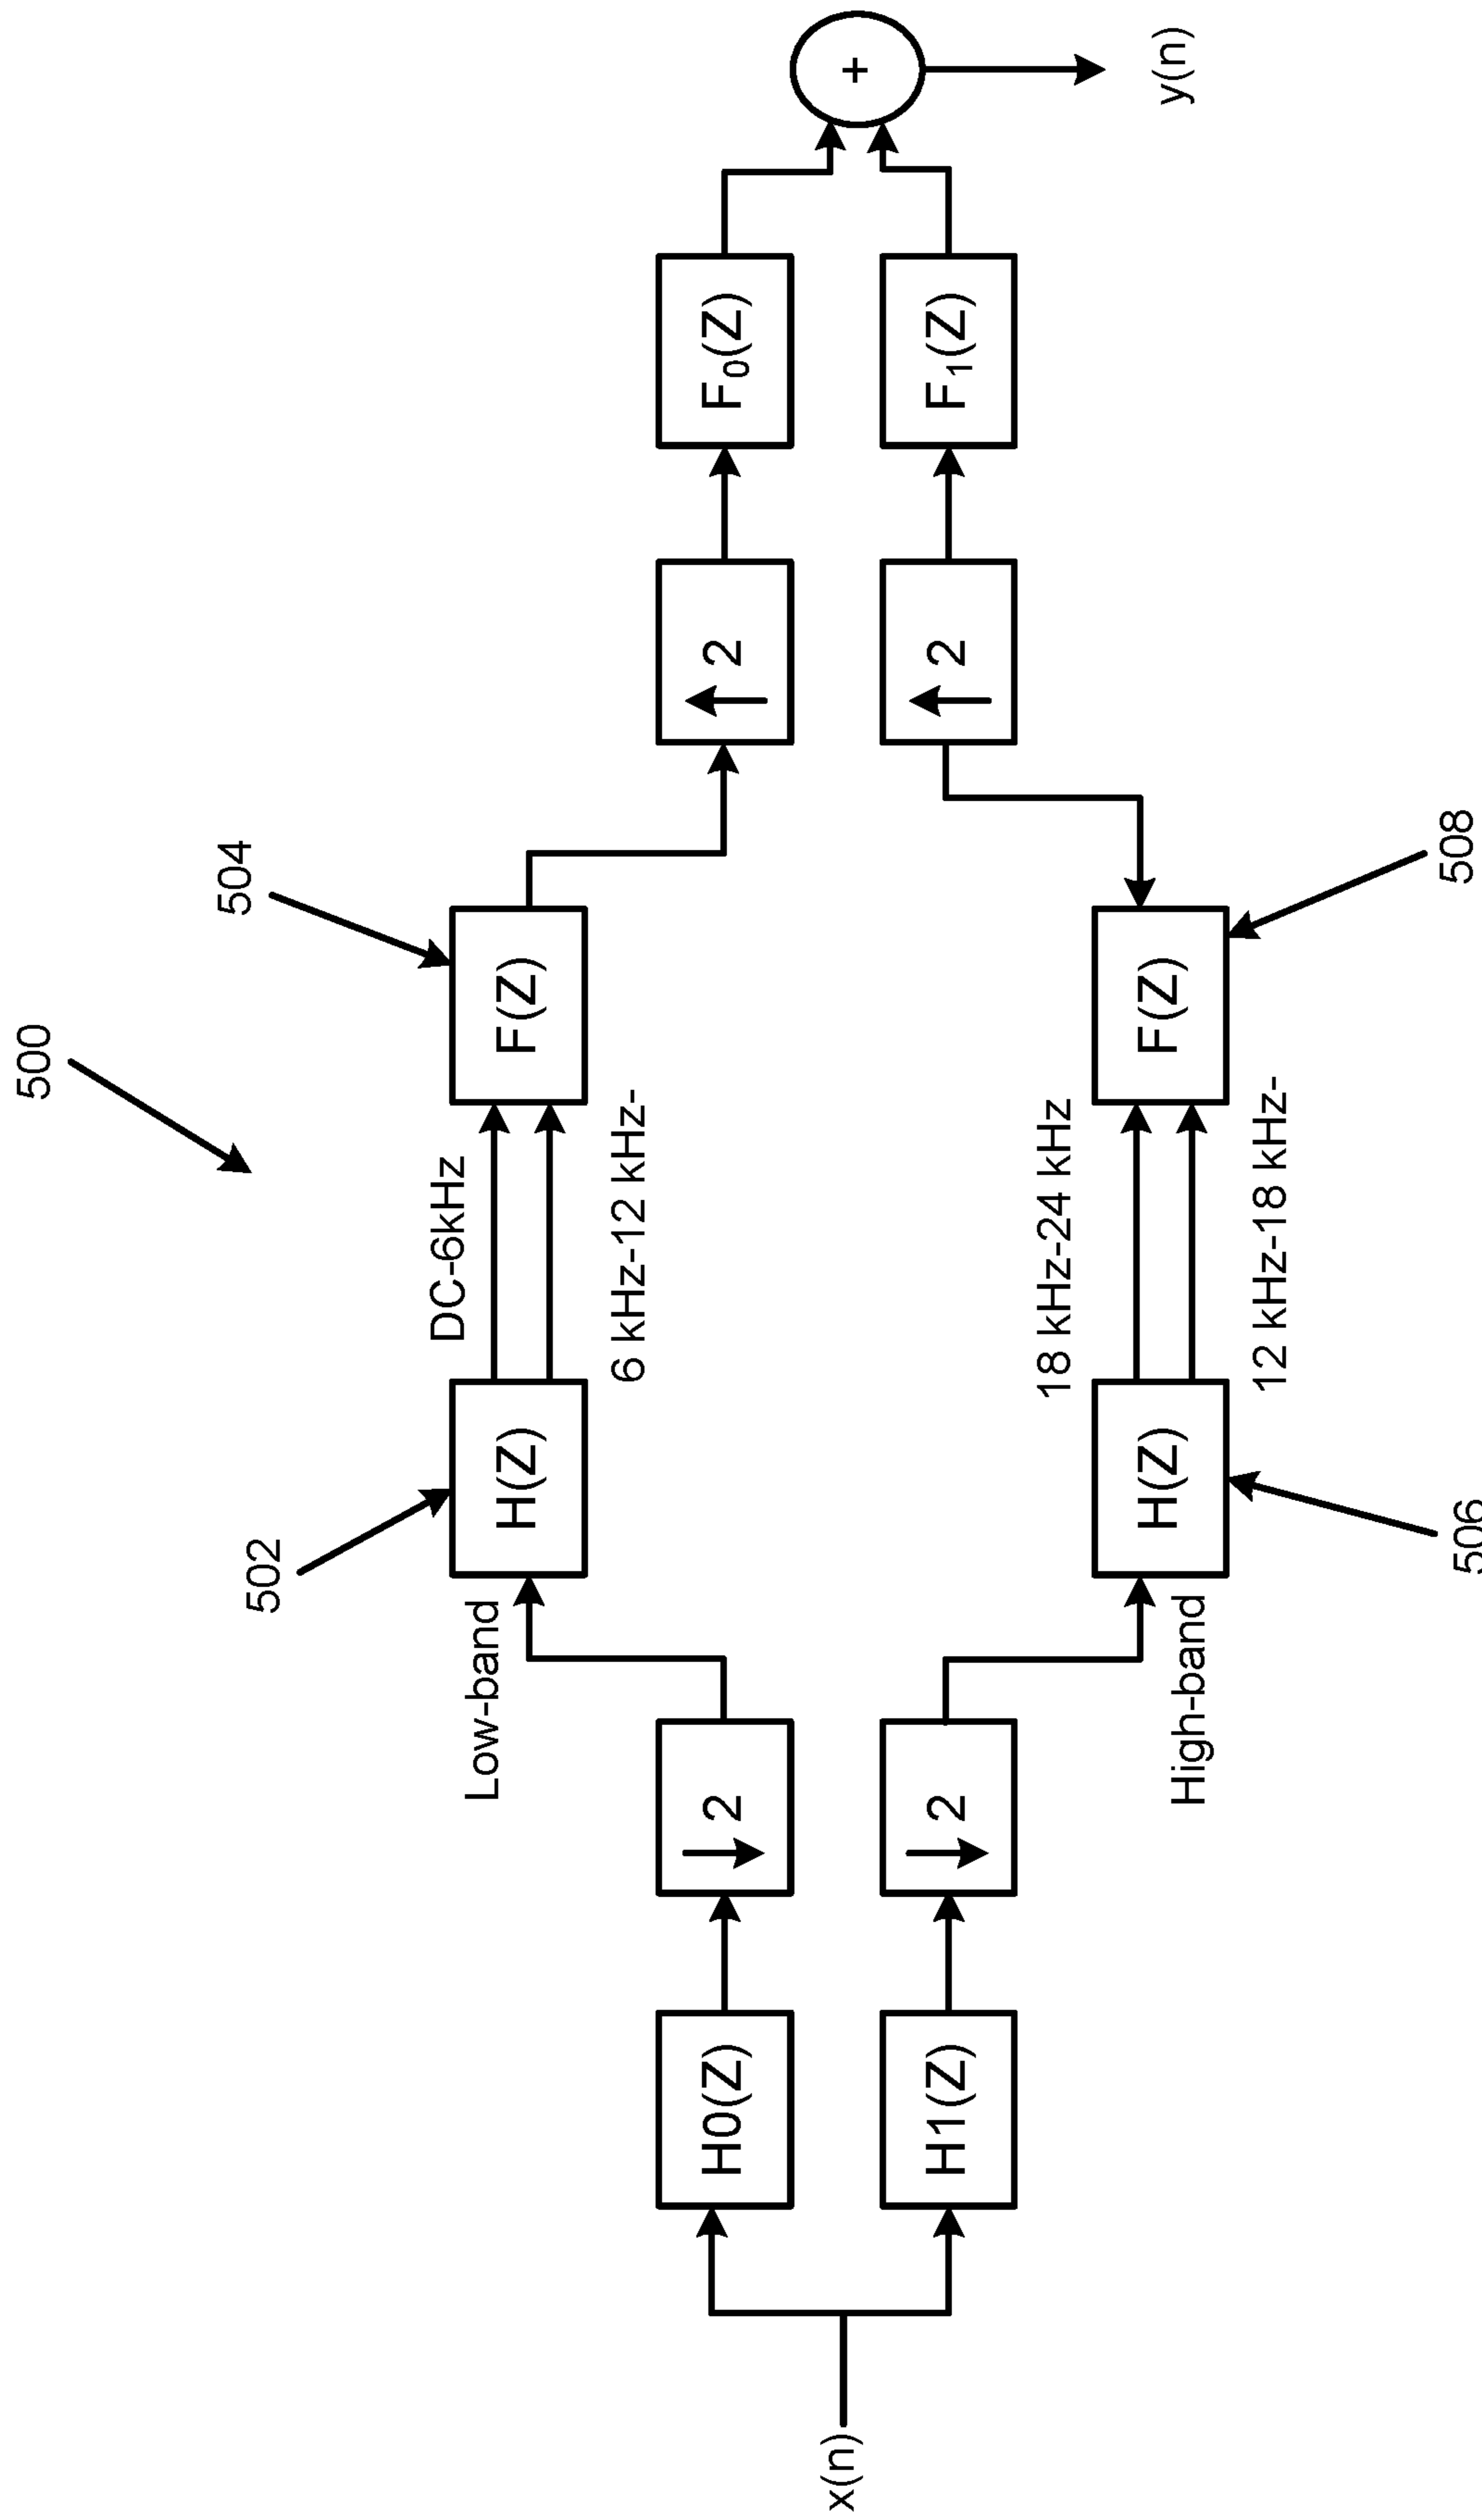 500
502
504
Low-band
DC-6kHz
H(Z)
F(Z)
6 kHz-12 kHz-
H0(Z)
2
2
F0(Z)
x(n)
+
y(n)
H1(Z)
2
2
F1(Z)
18 kHz-24 kHz
High-band
H(Z)
F(Z)
12 kHz-18 kHz-
506
508